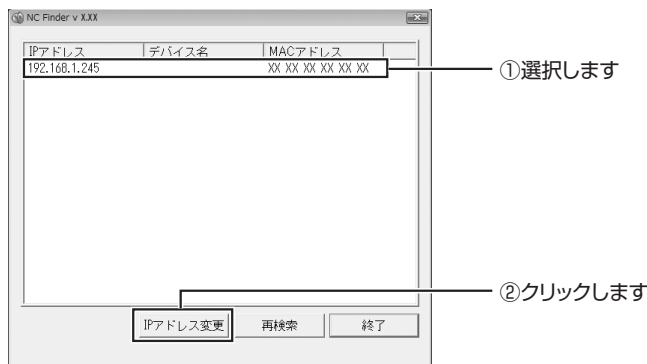 NC Finder v X.XX
IPアドレス デバイス名 MACアドレス
192.168.1.245 XX XX XX XX XX XX
①選択します
②クリックします
IPアドレス変更 再検索 終了